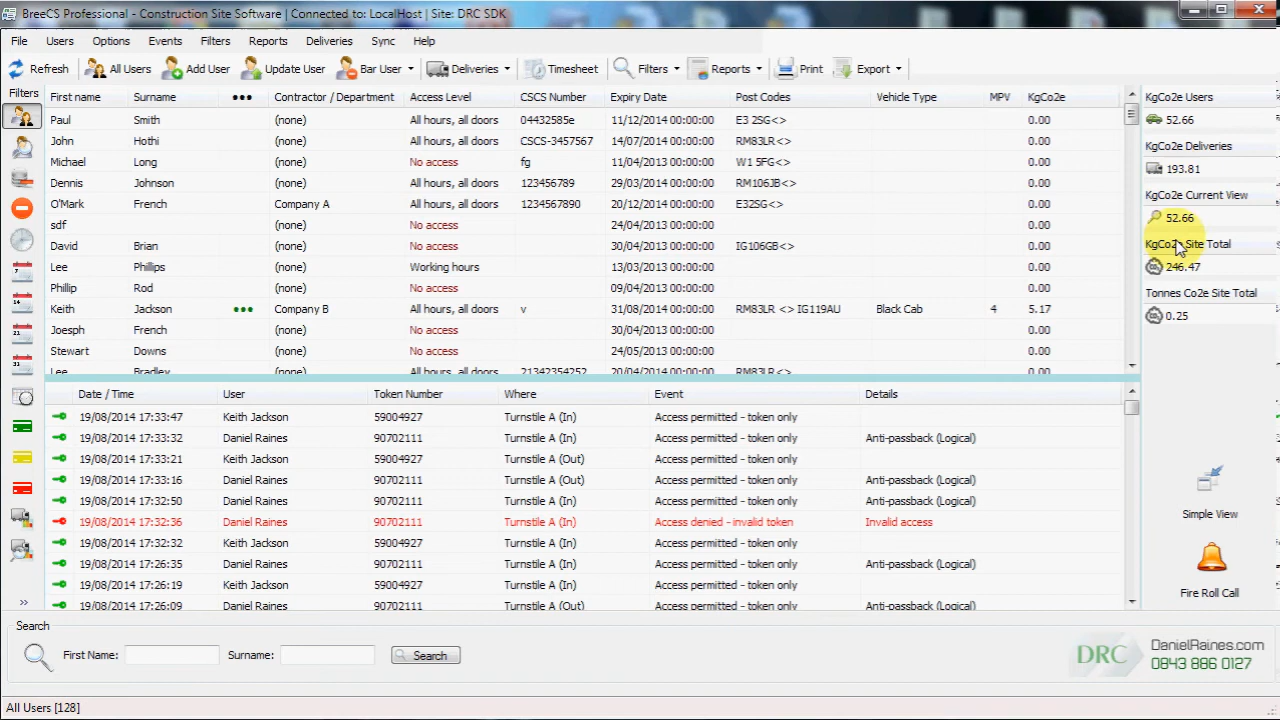 BreeCS Professional - Construction Site Software | Connected to: LocalHost | Site: DRC SDK
File Users Options Events Filters Reports Deliveries Sync Help
Refresh All Users Add User Update User Bar User Deliveries Timesheet Filters Reports Print Export
Filters
First name Surname ●●● Contractor / Department Access Level CSCS Number Expiry Date Post Codes Vehicle Type MPV KgCo2e
Paul Smith (none) All hours, all doors 04432585e 11/12/2014 00:00:00 E3 2SG<> 0.00
John Hothi (none) All hours, all doors CSCS-3457567 14/07/2014 00:00:00 RM83LR<> 0.00
Michael Long (none) No access fg 11/04/2013 00:00:00 W1 5FG<> 0.00
Dennis Johnson (none) All hours, all doors 123456789 29/03/2014 00:00:00 RM106JB<> 0.00
O'Mark French Company A All hours, all doors 1234567890 20/12/2014 00:00:00 E32SG<> 0.00
sdf (none) No access 24/04/2013 00:00:00 0.00
David Brian (none) No access 30/04/2013 00:00:00 IG106GB<> 0.00
Lee Phillips (none) Working hours 13/03/2013 00:00:00 0.00
Phillip Rod (none) No access 09/04/2013 00:00:00 0.00
Keith Jackson ●●● Company B All hours, all doors v 31/08/2014 00:00:00 RM83LR <> IG119AU Black Cab 4 5.17
Joesph French (none) No access 30/04/2013 00:00:00 0.00
Stewart Downs (none) No access 24/05/2013 00:00:00 0.00
Lee Bradley (none) All hours, all doors 21342354252 20/04/2014 00:00:00 RM83LR<> 0.00
KgCo2e Users
52.66
KgCo2e Deliveries
193.81
KgCo2e Current View
52.66
KgCo2e Site Total
246.47
Tonnes Co2e Site Total
0.25
Simple View
Fire Roll Call
Date / Time User Token Number Where Event Details
19/08/2014 17:33:47 Keith Jackson 59004927 Turnstile A (In) Access permitted - token only
19/08/2014 17:33:32 Daniel Raines 90702111 Turnstile A (In) Access permitted - token only Anti-passback (Logical)
19/08/2014 17:33:21 Keith Jackson 59004927 Turnstile A (Out) Access permitted - token only
19/08/2014 17:33:16 Daniel Raines 90702111 Turnstile A (Out) Access permitted - token only Anti-passback (Logical)
19/08/2014 17:32:50 Daniel Raines 90702111 Turnstile A (In) Access permitted - token only Anti-passback (Logical)
19/08/2014 17:32:36 Daniel Raines 90702111 Turnstile A (In) Access denied - invalid token Invalid access
19/08/2014 17:32:32 Keith Jackson 59004927 Turnstile A (In) Access permitted - token only
19/08/2014 17:26:35 Daniel Raines 90702111 Turnstile A (In) Access permitted - token only Anti-passback (Logical)
19/08/2014 17:26:19 Keith Jackson 59004927 Turnstile A (In) Access permitted - token only
19/08/2014 17:26:09 Daniel Raines 90702111 Turnstile A (Out) Access permitted - token only Anti-passback (Logical)
Search
First Name: Surname: Search
DRC DanielRaines.com
0843 886 0127
All Users [128]